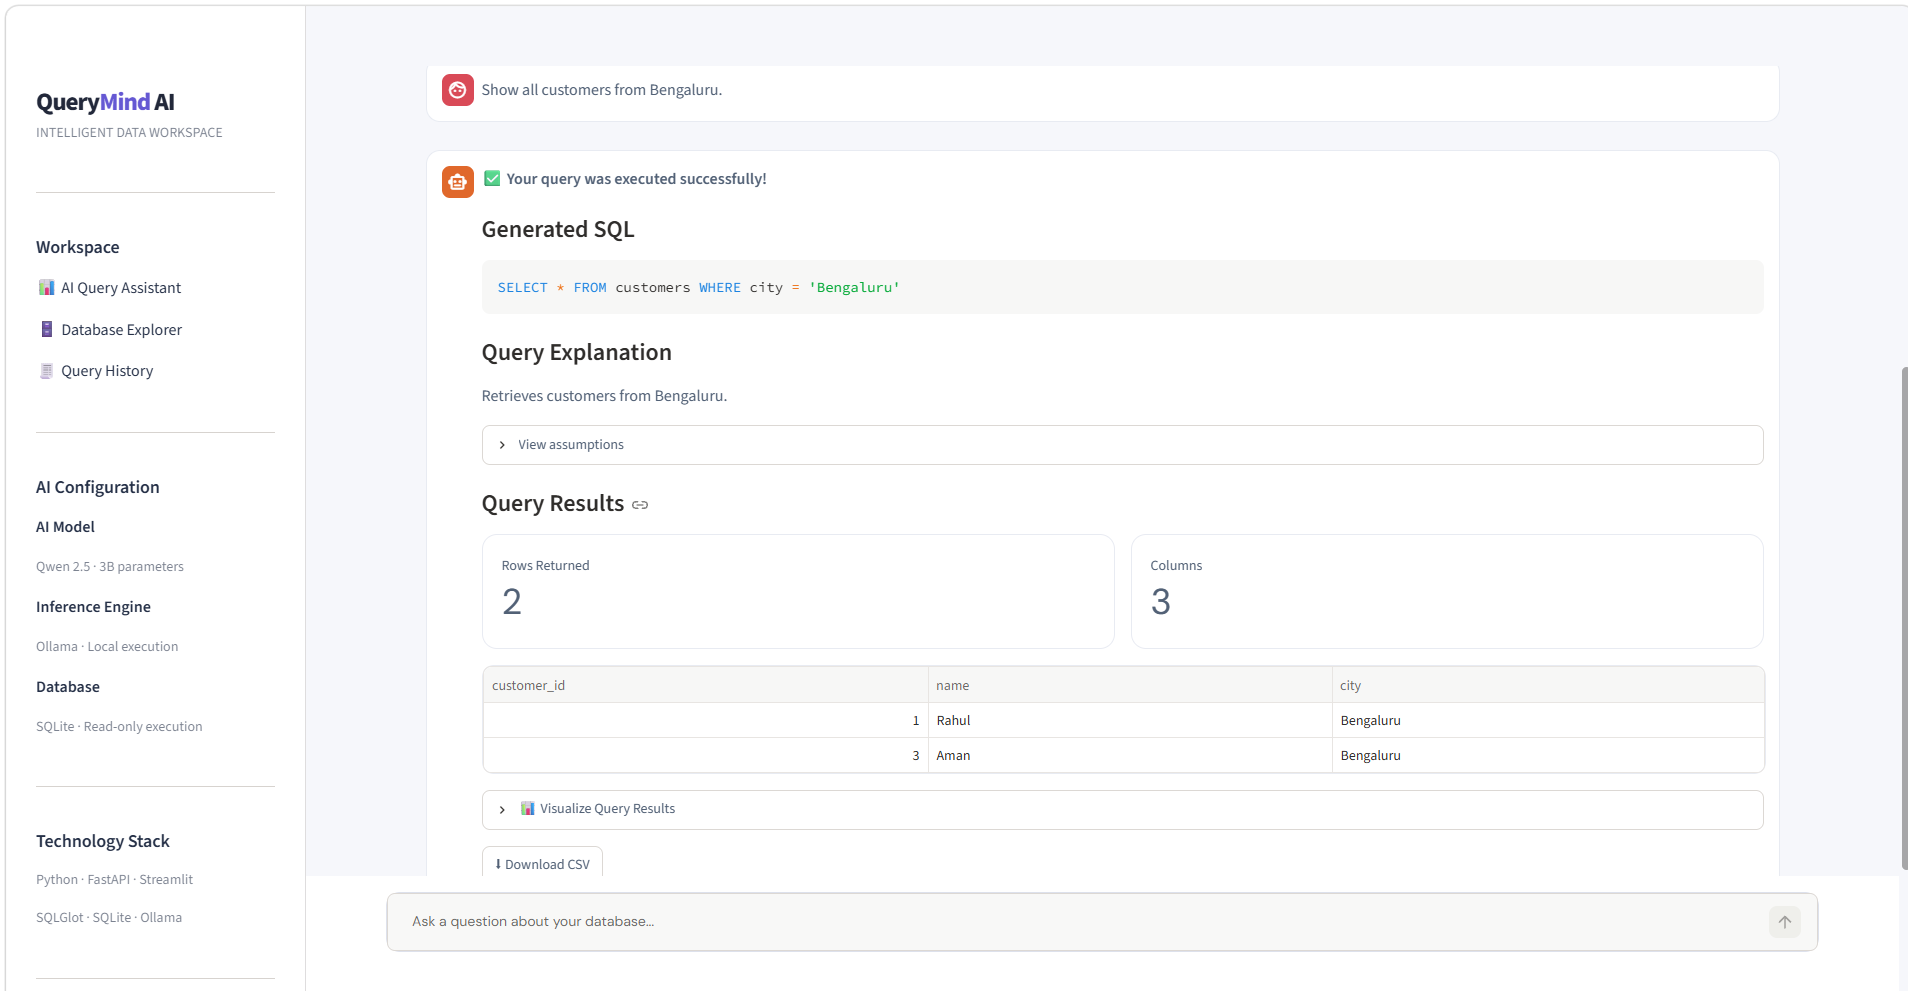 QueryMind AI
INTELLIGENT DATA WORKSPACE
Workspace
AI Query Assistant
Database Explorer
Query History
AI Configuration
AI Model
Qwen 2.5 · 3B parameters
Inference Engine
Ollama · Local execution
Database
SQLite · Read-only execution
Technology Stack
Python · FastAPI · Streamlit
SQLGlot · SQLite · Ollama
Show all customers from Bengaluru.
✅ Your query was executed successfully!
Generated SQL
SELECT * FROM customers WHERE city = 'Bengaluru'
Query Explanation
Retrieves customers from Bengaluru.
View assumptions
Query Results
Rows Returned
2
Columns
3
customer_id name city
1 Rahul Bengaluru
3 Aman Bengaluru
Visualize Query Results
⬇ Download CSV
Ask a question about your database...